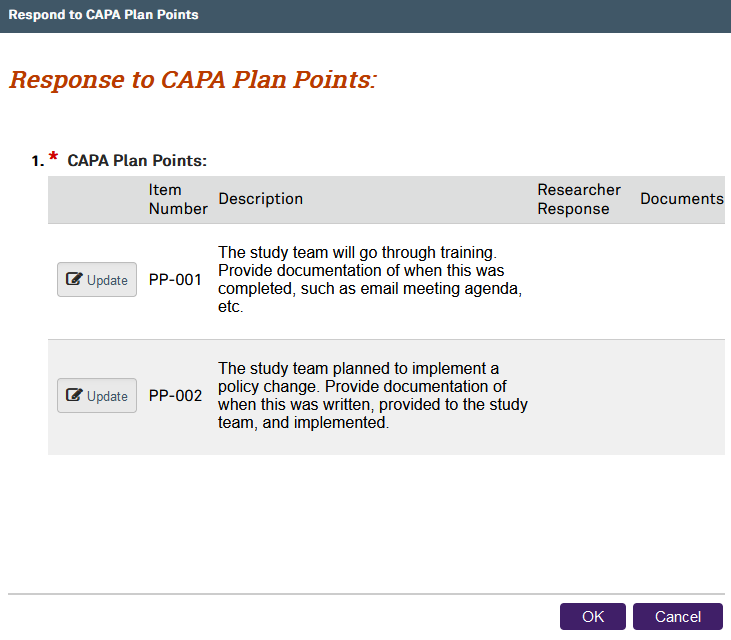 Respond to CAPA Plan Points
Response to CAPA Plan Points:
1. * CAPA Plan Points:
Item Number Description Researcher Response Documents
Update PP-001 The study team will go through training.
Provide documentation of when this was
completed, such as email meeting agenda,
etc.
Update PP-002 The study team planned to implement a
policy change. Provide documentation of
when this was written, provided to the study
team, and implemented.
OK Cancel